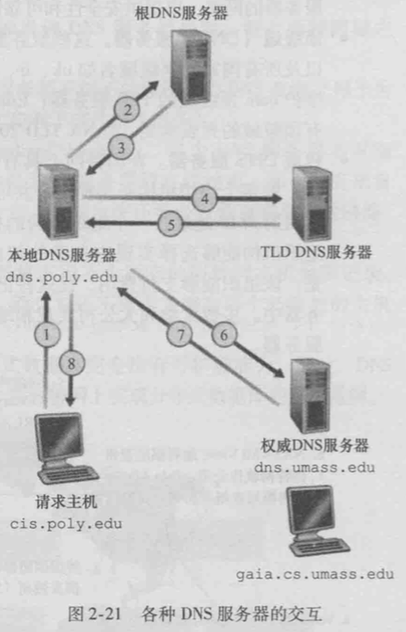 根DNS服务器
2
3
4
5
本地DNS服务器
dns.poly.edu
TLD DNS服务器
1
8
7
6
权威DNS服务器
dns.umass.edu
请求主机
cis.poly.edu
gaia.cs.umass.edu
图2-21 各种DNS服务器的交互